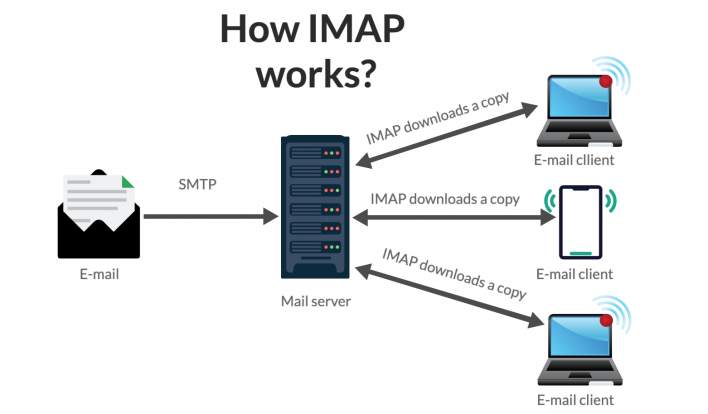 How IMAP
works?
IMAP downloads a copy
E-mail cllient
SMTP
IMAP downloads a copy
E-mail
E-mail client
IMAP downloads a copy
Mail server
E-mail client